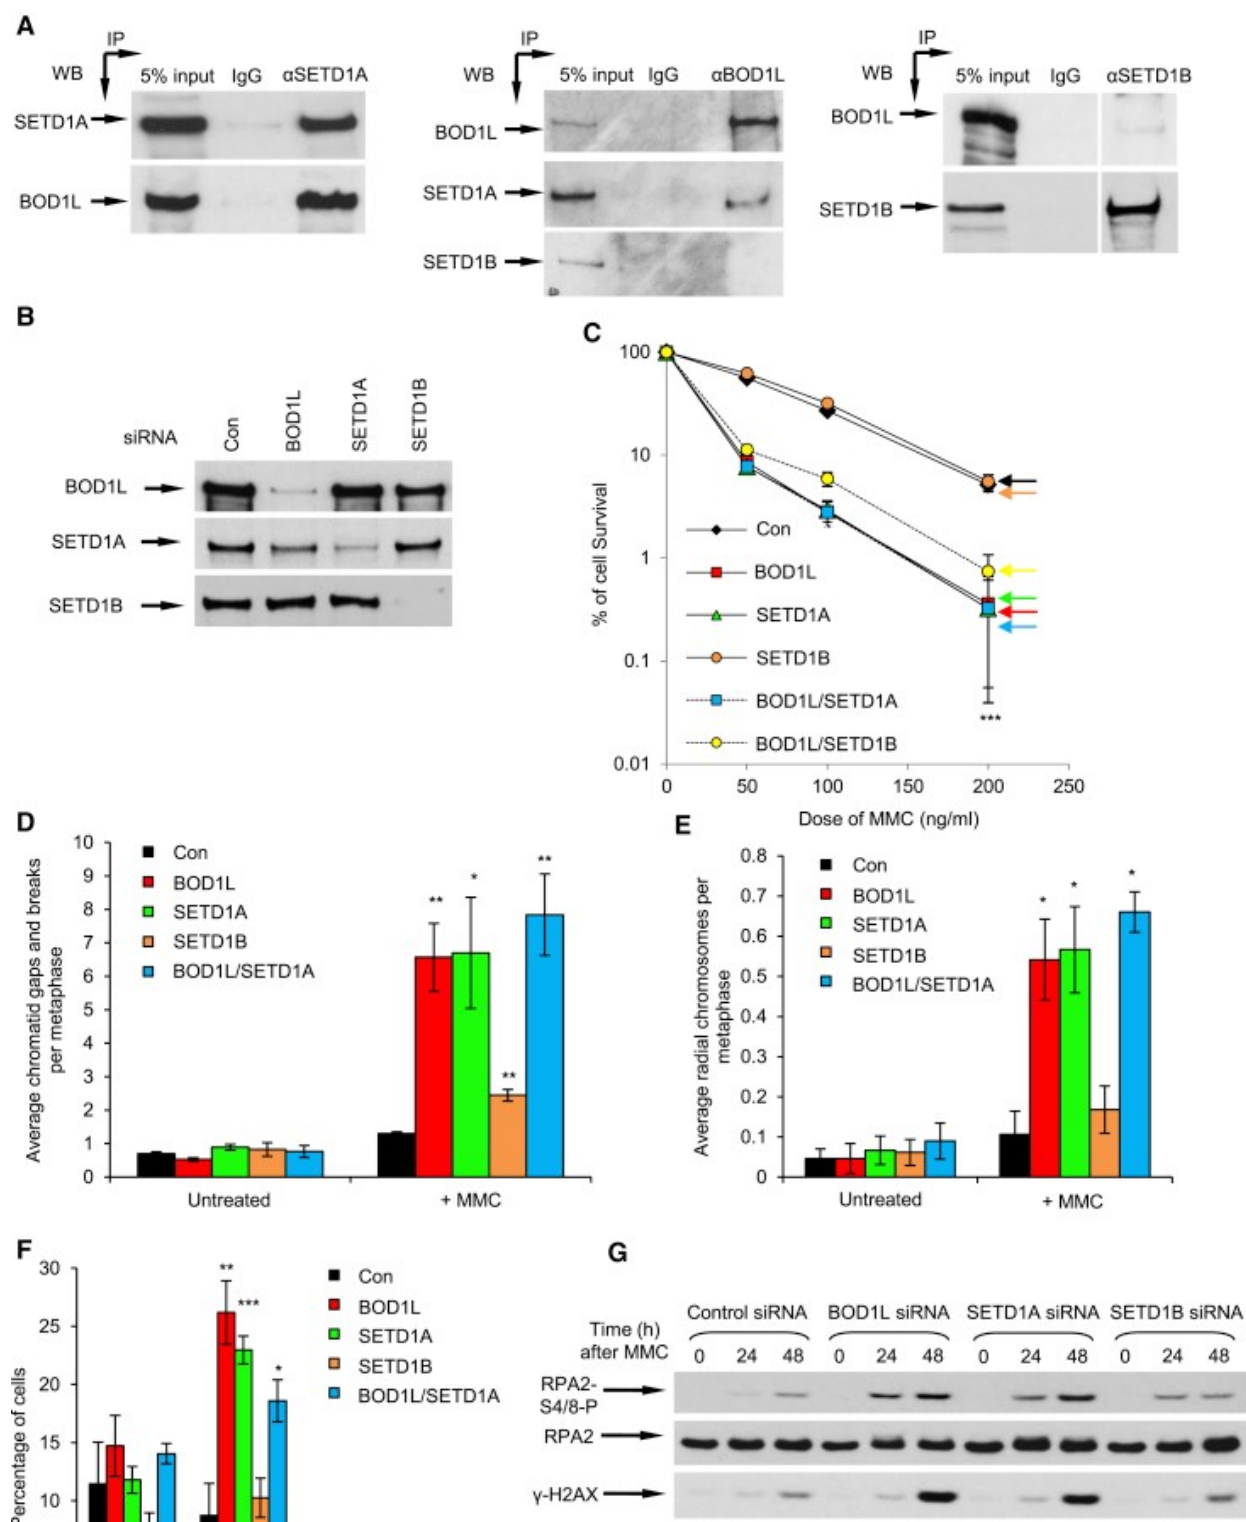 A
IP
WB
5% input IgG αSETD1A
SETD1A
BOD1L
IP
WB
5% input IgG αBOD1L
BOD1L
SETD1A
SETD1B
IP
WB
5% input IgG αSETD1B
BOD1L
SETD1B
B
siRNA
Con
BOD1L
SETD1A
SETD1B
BOD1L
SETD1A
SETD1B
C
% of cell Survival
100
10
1
0.1
0.01
Con
BOD1L
SETD1A
SETD1B
BOD1L/SETD1A
BOD1L/SETD1B
***
0 50 100 150 200 250
Dose of MMC (ng/ml)
D
Average chromatid gaps and breaks
per metaphase
10
9
8
7
6
5
4
3
2
1
0
Con
BOD1L
SETD1A
SETD1B
BOD1L/SETD1A
** * ** **
Untreated + MMC
E
Average radial chromosomes per
metaphase
0.8
0.7
0.6
0.5
0.4
0.3
0.2
0.1
0
Con
BOD1L
SETD1A
SETD1B
BOD1L/SETD1A
* * *
Untreated + MMC
F
Percentage of cells
30
25
20
15
10
** *** *
Con
BOD1L
SETD1A
SETD1B
BOD1L/SETD1A
G
Control siRNA BOD1L siRNA SETD1A siRNA SETD1B siRNA
Time (h)
after MMC
0 24 48 0 24 48 0 24 48 0 24 48
RPA2-
S4/8-P
RPA2
γ-H2AX